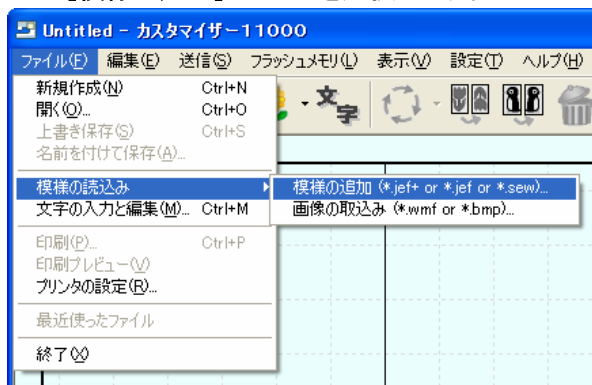 Untitled - カスタマイザー11000
ファイル(F) 編集(E) 送信(S) フラッシュメモリ(L) 表示(V) 設定(T) ヘルプ(H)
新規作成(N) Ctrl+N
開く(O)... Ctrl+O
上書き保存(S) Ctrl+S
名前を付けて保存(A)...
模様の読込み
模様の追加 (*.jef+ or *.jef or *.sew)...
文字の入力と編集(M)... Ctrl+M
画像の取込み (*.wmf or *.bmp)...
印刷(P)... Ctrl+P
印刷プレビュー(V)
プリンタの設定(R)...
最近使ったファイル
終了(X)
文字